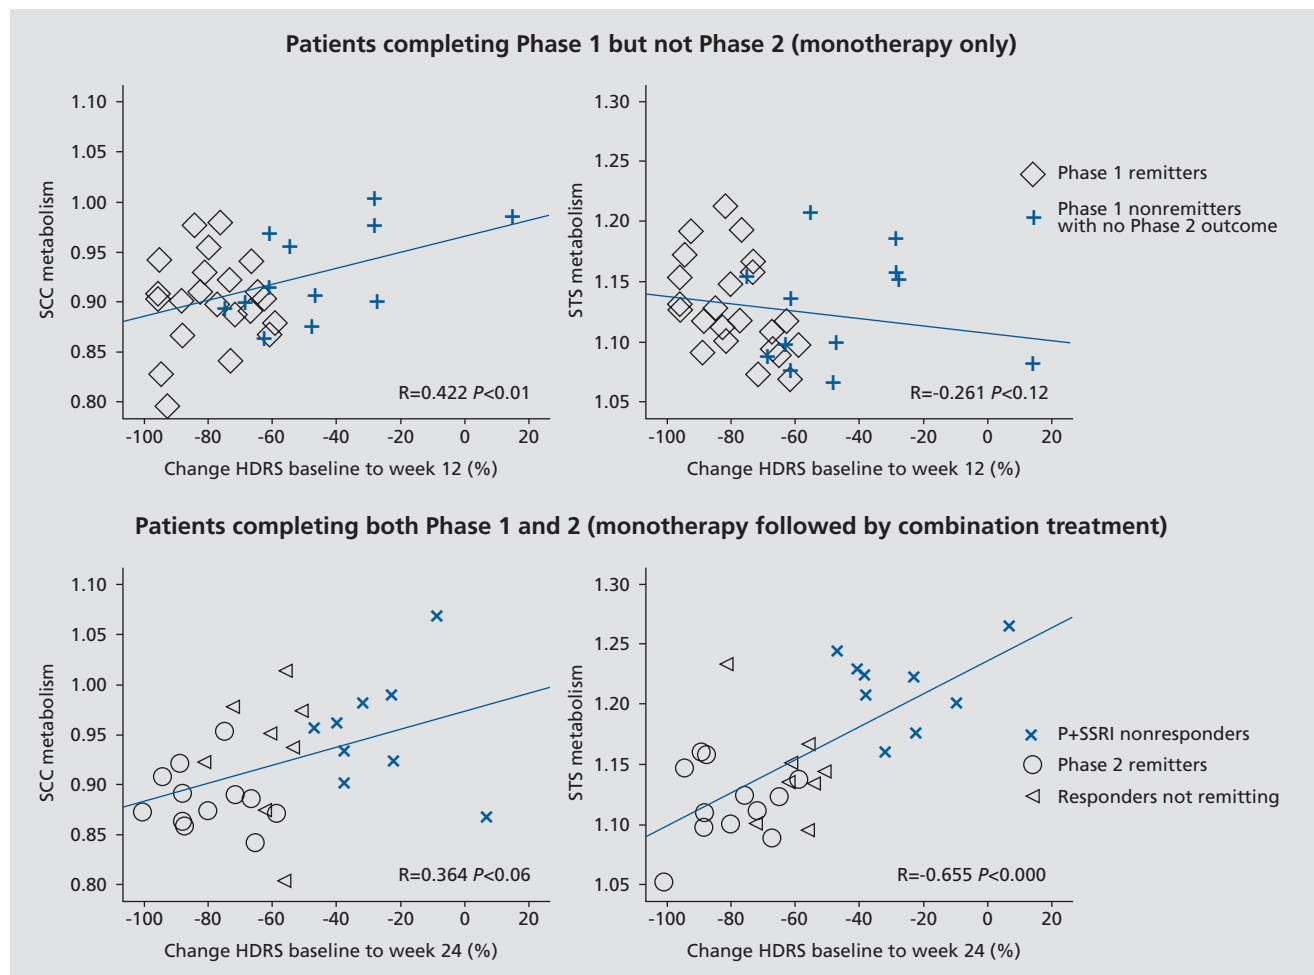 Patients completing Phase 1 but not Phase 2 (monotherapy only)
SCC metabolism
1.10
1.05
1.00
0.95
0.90
0.85
0.80
R=0.422 P<0.01
-100 -80 -60 -40 -20 0 20
Change HDRS baseline to week 12 (%)
STS metabolism
1.30
1.25
1.20
1.15
1.10
1.05
R=-0.261 P<0.12
-100 -80 -60 -40 -20 0 20
Change HDRS baseline to week 12 (%)
Phase 1 remitters
Phase 1 nonremitters
with no Phase 2 outcome
Patients completing both Phase 1 and 2 (monotherapy followed by combination treatment)
SCC metabolism
1.10
1.05
1.00
0.95
0.90
0.85
0.80
R=0.364 P<0.06
-100 -80 -60 -40 -20 0 20
Change HDRS baseline to week 24 (%)
STS metabolism
1.30
1.25
1.20
1.15
1.10
1.05
R=-0.655 P<0.000
-100 -80 -60 -40 -20 0 20
Change HDRS baseline to week 24 (%)
P+SSRI nonresponders
Phase 2 remitters
Responders not remitting